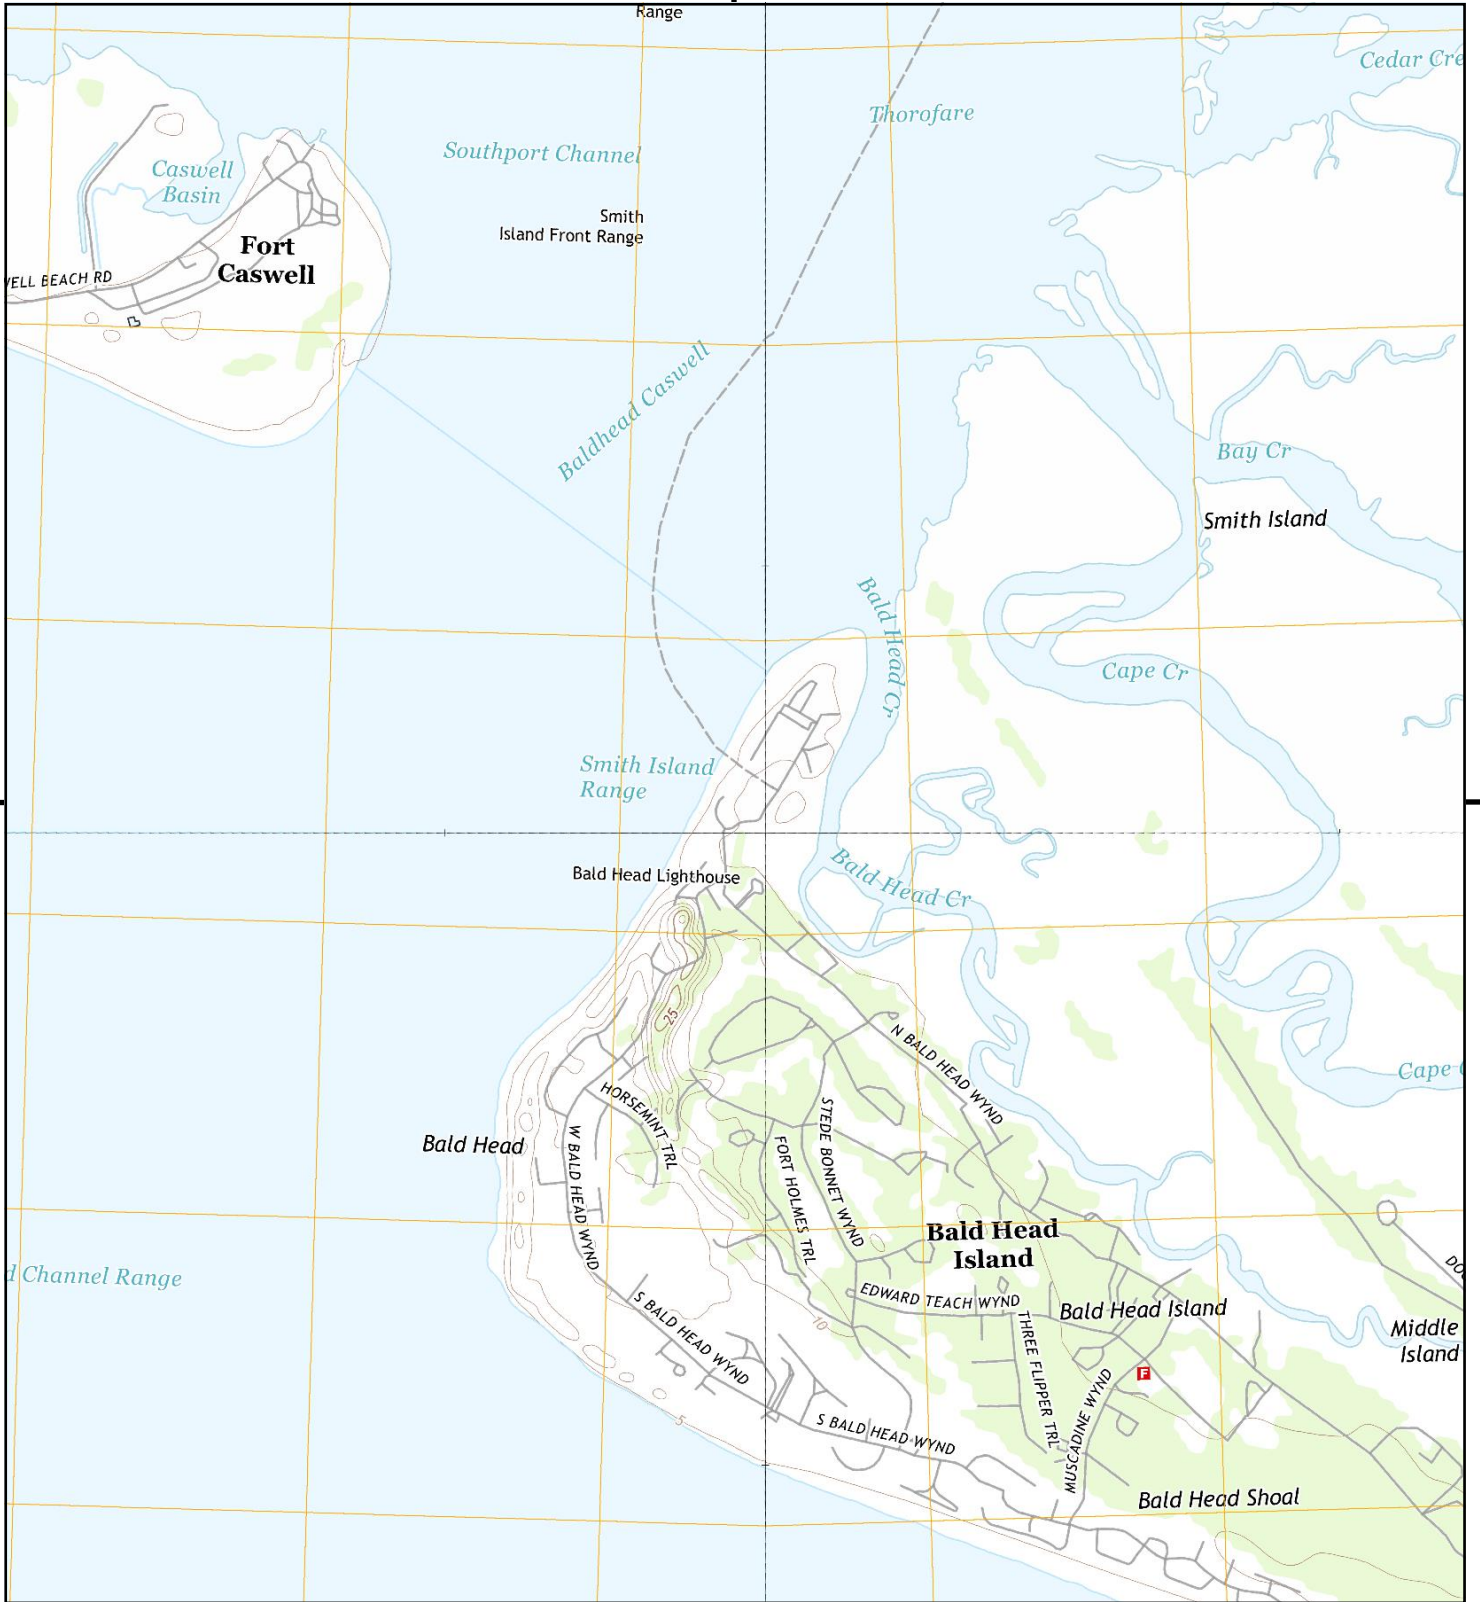 Range
Cedar Cre
Thorofare
Southport Channel
Caswell
Basin
Smith
Island Front Range
Fort
Caswell
WELL BEACH RD
Baldhead Caswell
Bay Cr
Smith Island
Bald Head Cr
Cape Cr
Smith Island
Range
Bald Head Lighthouse
Bald Head Cr
25
N BALD HEAD WYND
Cape C
HORSEMINT TRL
STEDE BONNET WYND
Bald Head
W BALD HEAD WYND
FORT HOLMES TRL
Bald Head
Island
d Channel Range
DOG
EDWARD TEACH WYND
Bald Head Island
S BALD HEAD WYND
10
THREE FLIPPER TRL
Middle
Island
F
MUSCADINE WYND
5
S BALD HEAD WYND
Bald Head Shoal